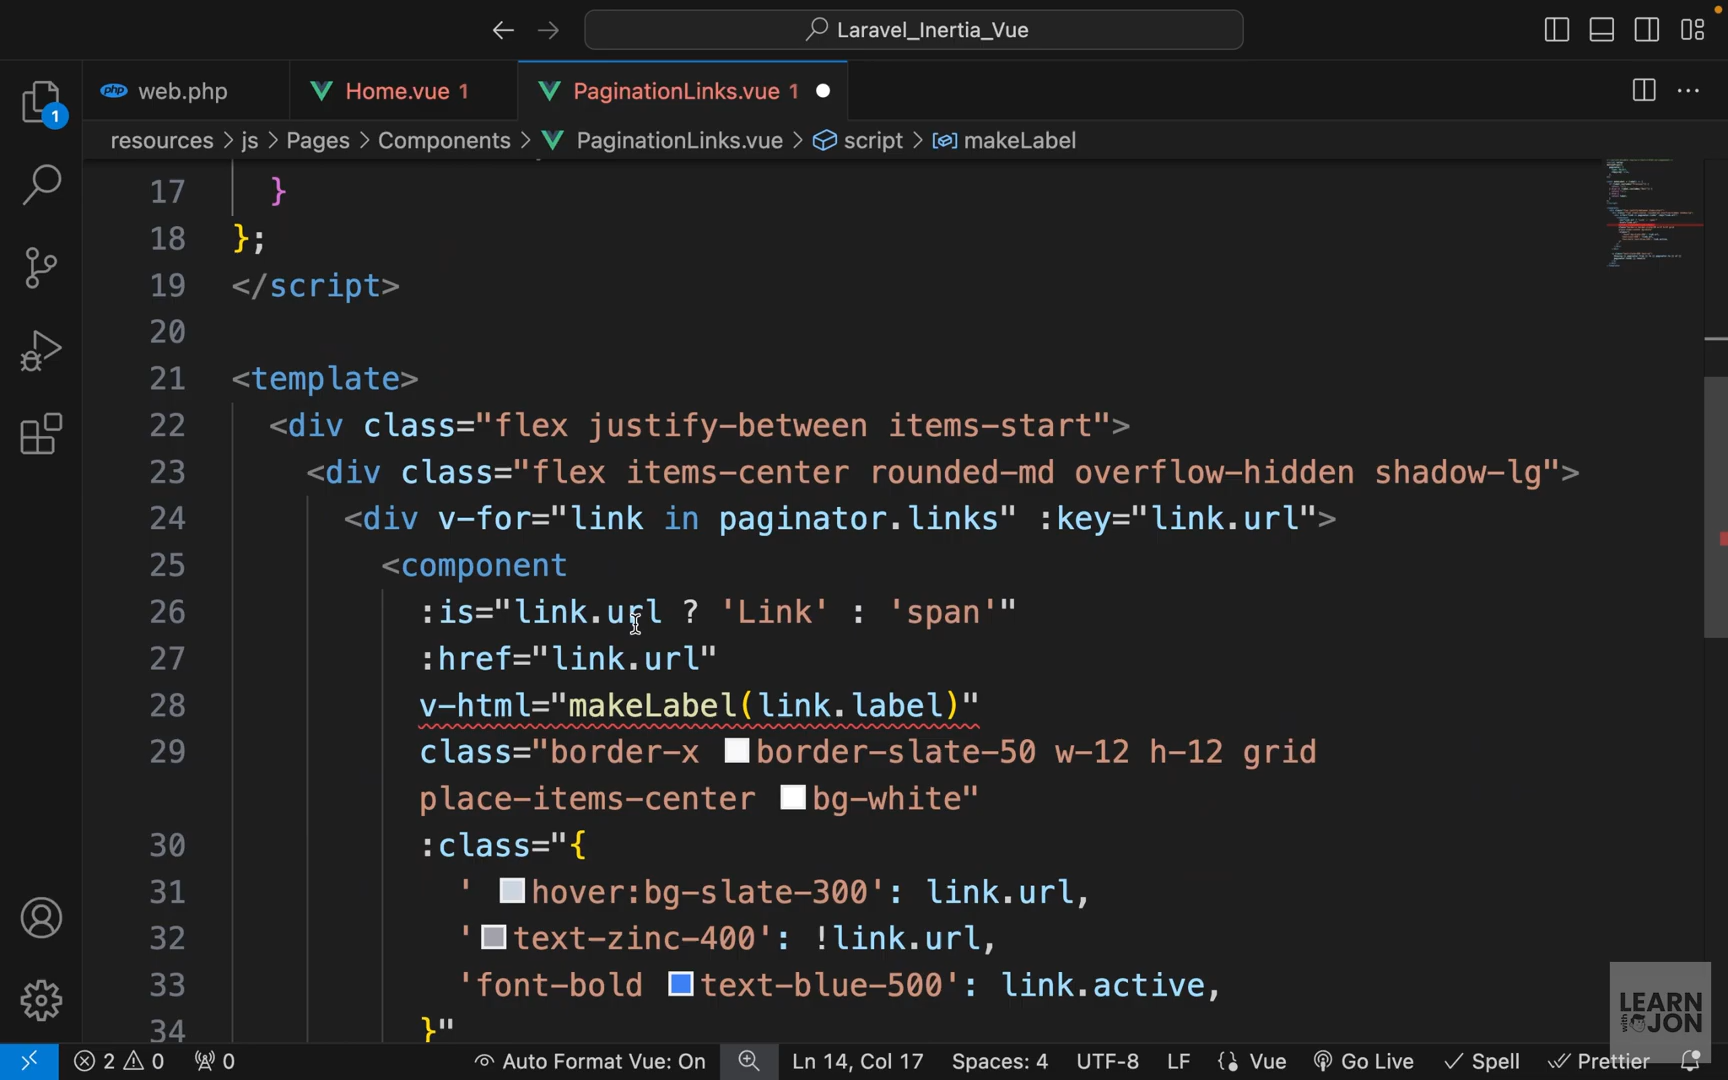 Laravel_Inertia_Vue
1
web.php
Home.vue 1
PaginationLinks.vue 1
resources > js > Pages > Components > PaginationLinks.vue > script > makeLabel
17 }
18 };
19 </script>
20
21 <template>
22 <div class="flex justify-between items-start">
23 <div class="flex items-center rounded-md overflow-hidden shadow-lg">
24 <div v-for="link in paginator.links" :key="link.url">
25 <component
26 :is="link.url ? 'Link' : 'span'"
27 :href="link.url"
28 v-html="makeLabel(link.label)"
29 class="border-x border-slate-50 w-12 h-12 grid
place-items-center bg-white"
30 :class="{
31 'hover:bg-slate-300': link.url,
32 'text-zinc-400': !link.url,
33 'font-bold text-blue-500': link.active,
34 }"
LEARN
with JON
2 0 0 Auto Format Vue: On Ln 14, Col 17 Spaces: 4 UTF-8 LF Vue Go Live Spell Prettier